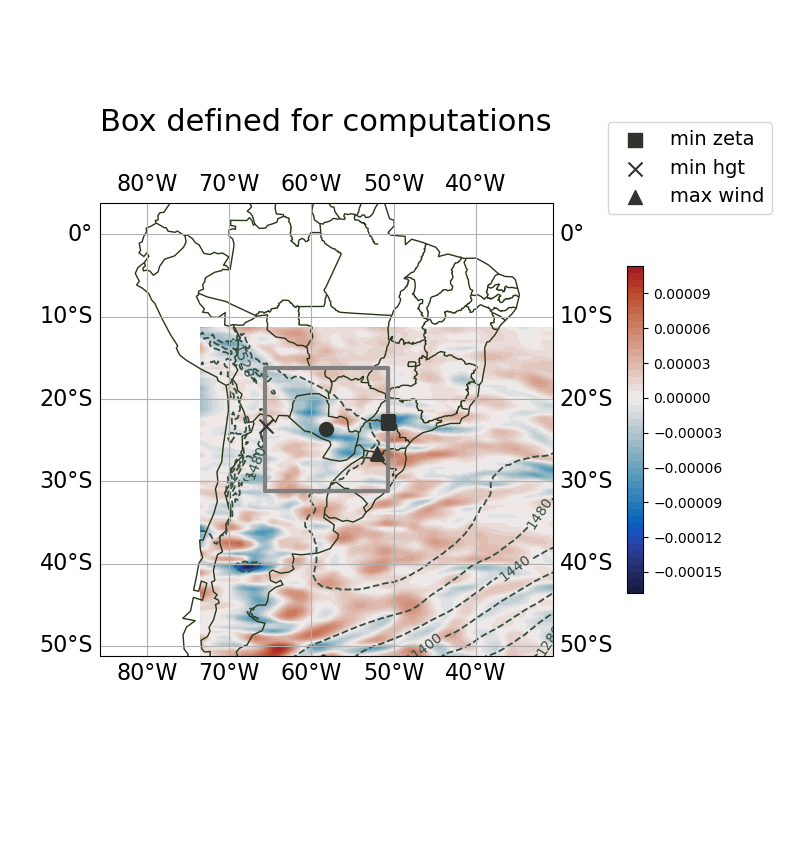 Box defined for computations
min zeta
min hgt
max wind
80°W 70°W 60°W 50°W 40°W
0° 0°
10°S 10°S
20°S 20°S
30°S 30°S
40°S 40°S
50°S 50°S
80°W 70°W 60°W 50°W 40°W
0.00009
0.00006
0.00003
0.00000
−0.00003
−0.00006
−0.00009
−0.00012
−0.00015
1480
1480
1440
1400